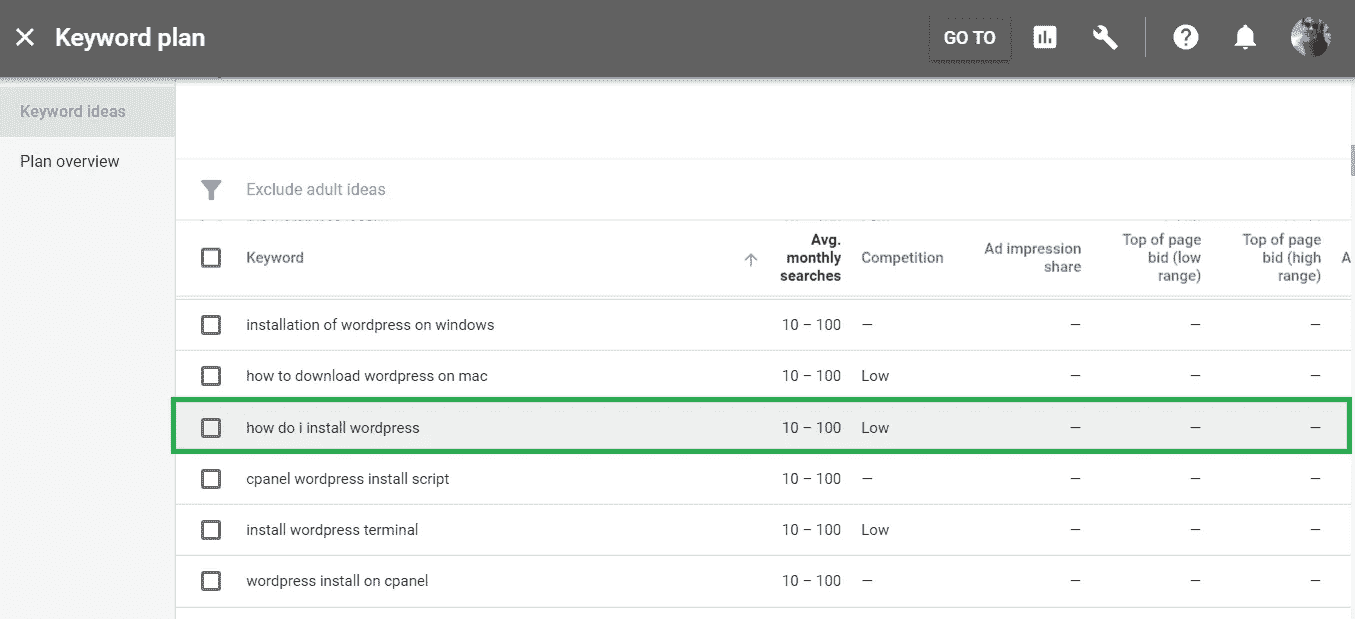 Keyword plan
GO TO
Keyword ideas
Plan overview
Exclude adult ideas
Keyword
Avg. monthly searches
Competition
Ad impression share
Top of page bid (low range)
Top of page bid (high range)
A
installation of wordpress on windows 10 – 100 — — — —
how to download wordpress on mac 10 – 100 Low — — —
how do i install wordpress 10 – 100 Low — — —
cpanel wordpress install script 10 – 100 — — — —
install wordpress terminal 10 – 100 Low — — —
wordpress install on cpanel 10 – 100 — — — —